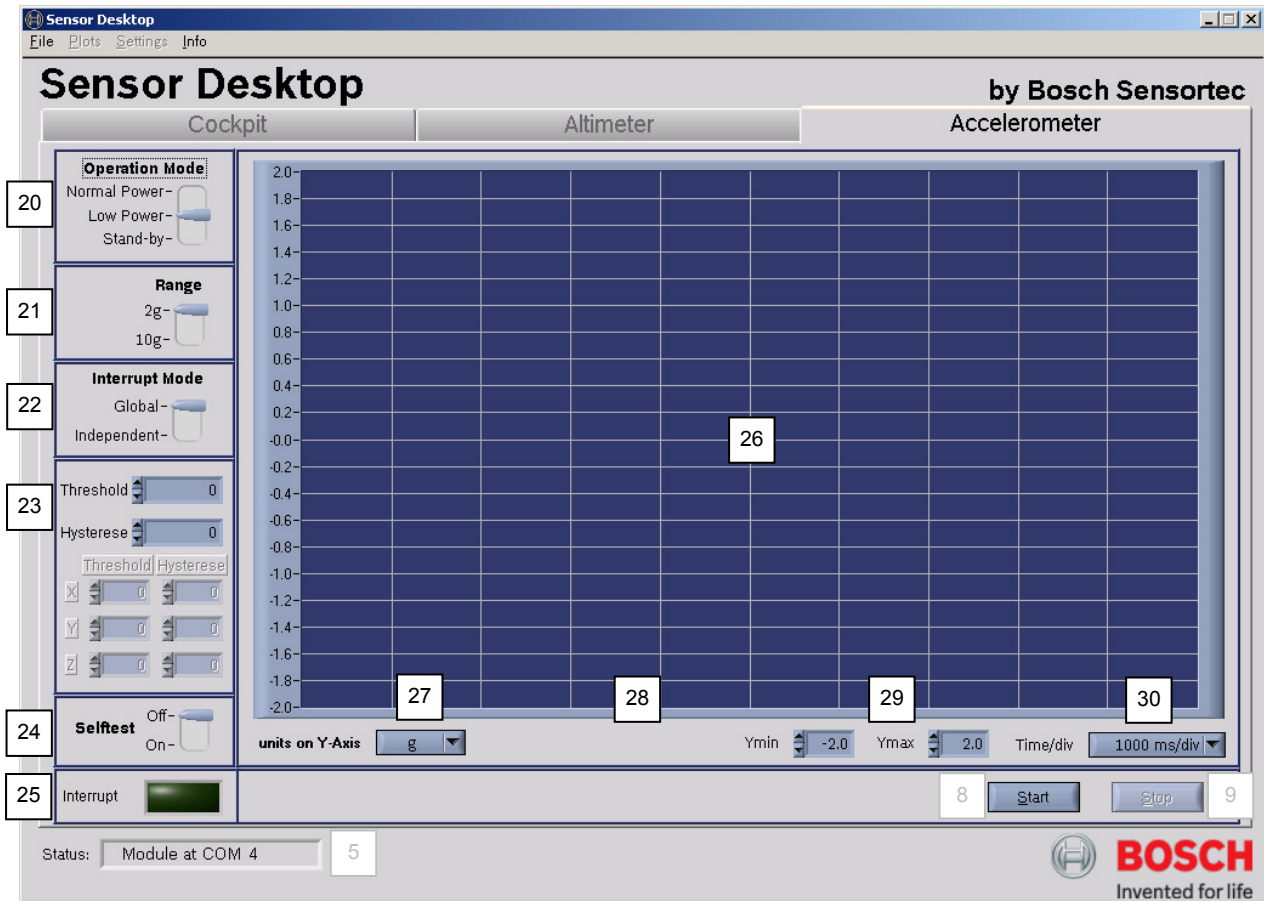 Sensor Desktop
File Plots Settings Info
Sensor Desktop
by Bosch Sensortec
Cockpit Altimeter Accelerometer
20
Operation Mode
Normal Power-
Low Power-
Stand-by-
21
Range
2g-
10g-
22
Interrupt Mode
Global-
Independent-
23
Threshold 0
Hysterese 0
Threshold Hysterese
X 0 0
Y 0 0
Z 0 0
24
Selftest
Off-
On-
25
Interrupt
2.0-
1.8-
1.6-
1.4-
1.2-
1.0-
0.8-
0.6-
0.4-
0.2-
-0.0-
-0.2-
-0.4-
-0.6-
-0.8-
-1.0-
-1.2-
-1.4-
-1.6-
-1.8-
-2.0-
26
27 28 29 30
units on Y-Axis g Ymin -2.0 Ymax 2.0 Time/div 1000 ms/div
8 Start Stop 9
Status: Module at COM 4 5
BOSCH
Invented for life